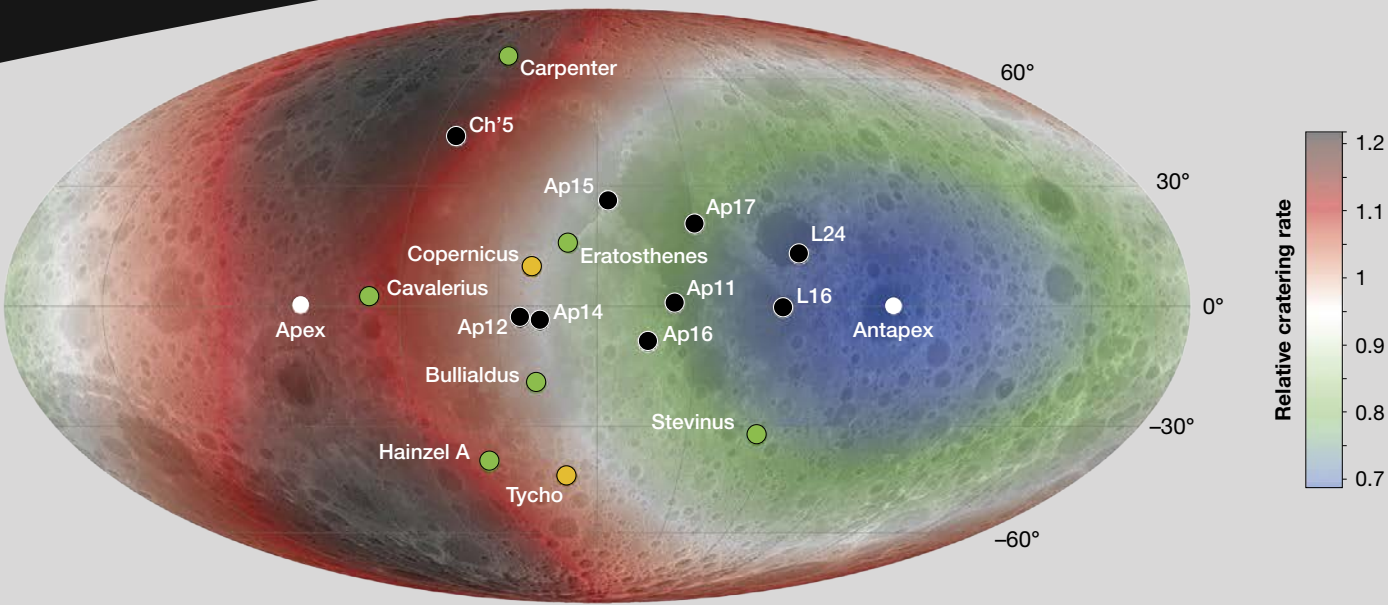 60°
Carpenter
Ch'5
1.2
30°
Ap15
Ap17
1.1
L24
Copernicus
Eratosthenes
Cavalerius
Ap11
L16
1
0°
Apex
Ap12
Ap14
Ap16
Antapex
0.9
Bullialdus
Relative cratering rate
Stevinus
–30°
0.8
Hainzel A
Tycho
0.7
–60°